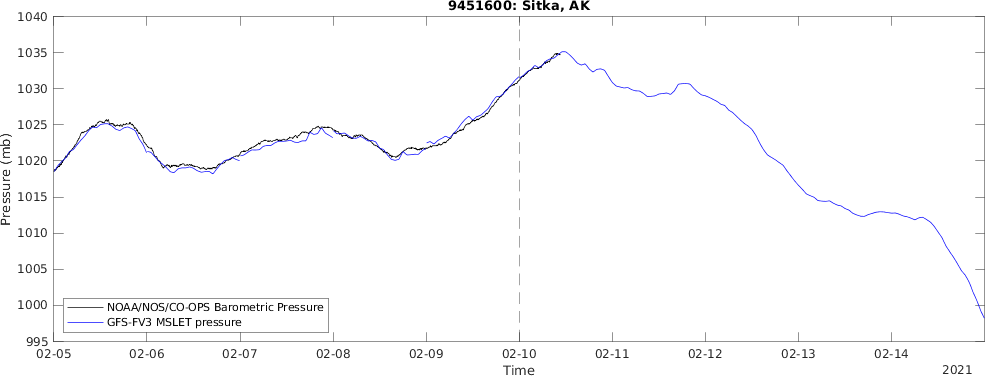 9451600: Sitka, AK
1040
1035
1030
1025
1020
1015
1010
1005
1000
995
Pressure (mb)
NOAA/NOS/CO-OPS Barometric Pressure
GFS-FV3 MSLET pressure
02-05 02-06 02-07 02-08 02-09 02-10 02-11 02-12 02-13 02-14
Time
2021